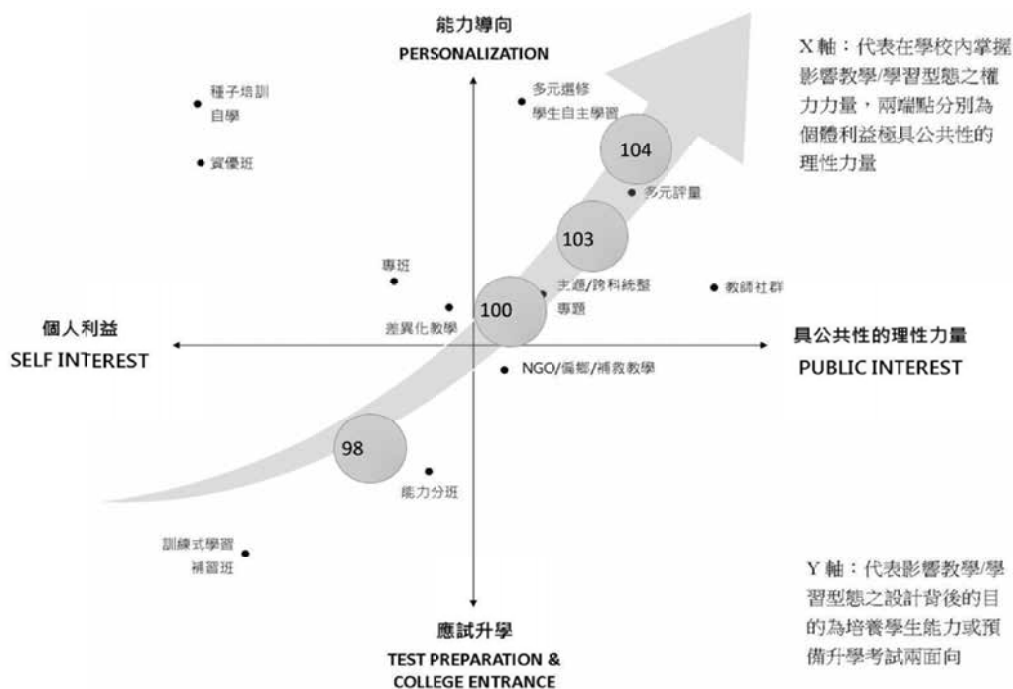 能力導向
PERSONALIZATION
X 軸：代表在學校內掌握
影響教學/學習型態之權
力力量，兩端點分別為
個體利益極具公共性的
理性力量
種子培訓
自學
資優班
多元選修
學生自主學習
104
多元評量
103
專班
主題/跨科統整
專題
教師社群
100
差異化教學
個人利益
SELF INTEREST
具公共性的理性力量
PUBLIC INTEREST
NGO/偏鄉/補救教學
98
能力分班
訓練式學習
補習班
應試升學
TEST PREPARATION &
COLLEGE ENTRANCE
Y 軸：代表影響教學/學
習型態之設計背後的目
的為培養學生能力或預
備升學考試兩面向